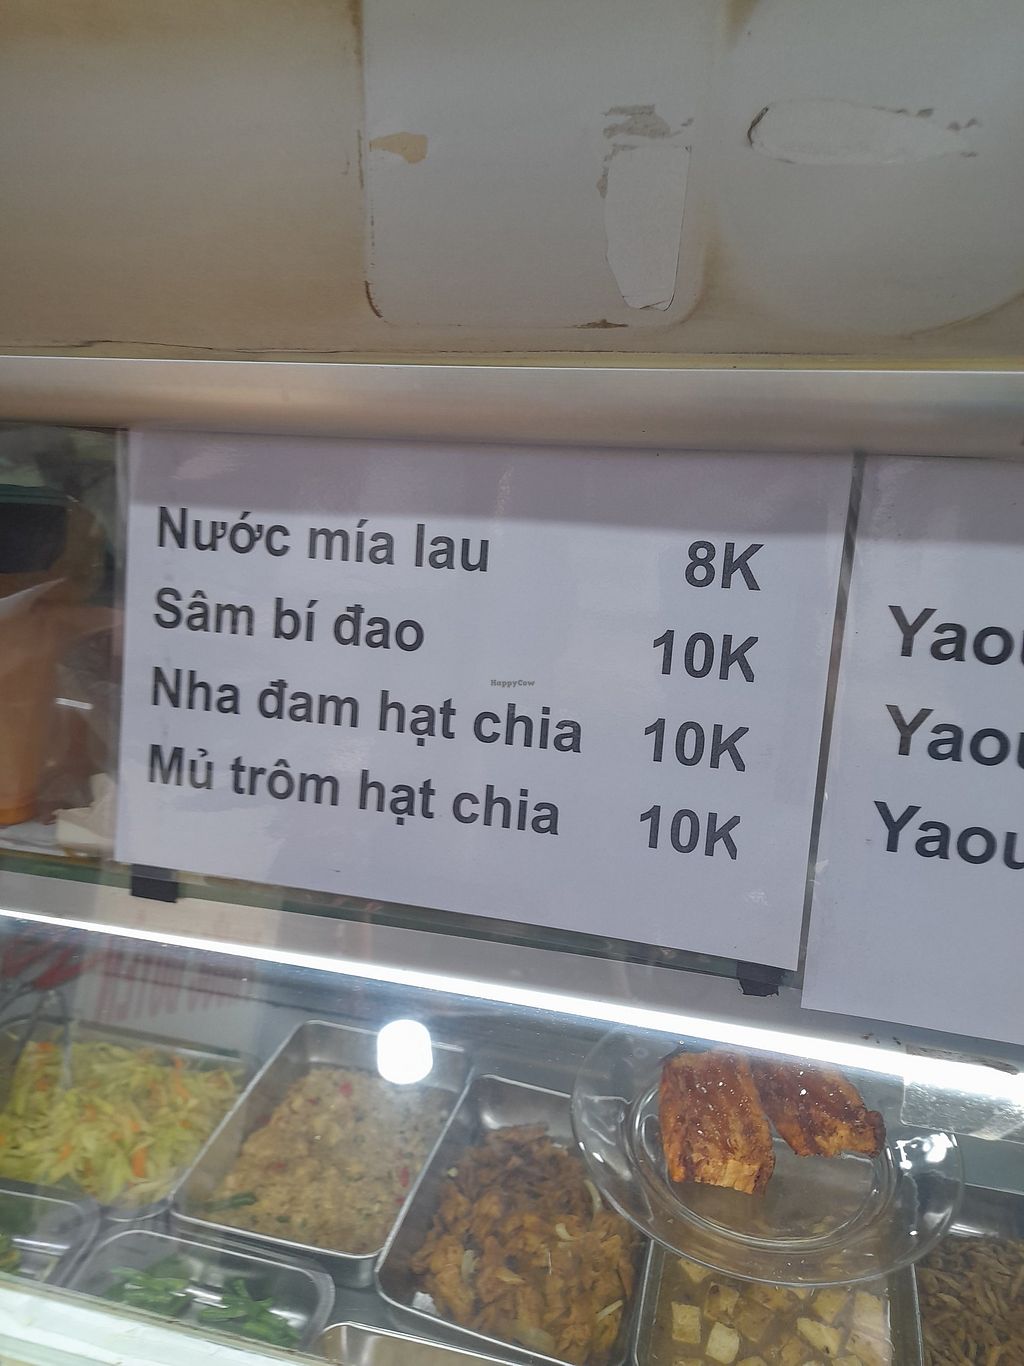 Nước mía lau 8K
Sâm bí đao 10K
Nha đam hạt chia 10K
Mủ trôm hạt chia 10K
HappyCow